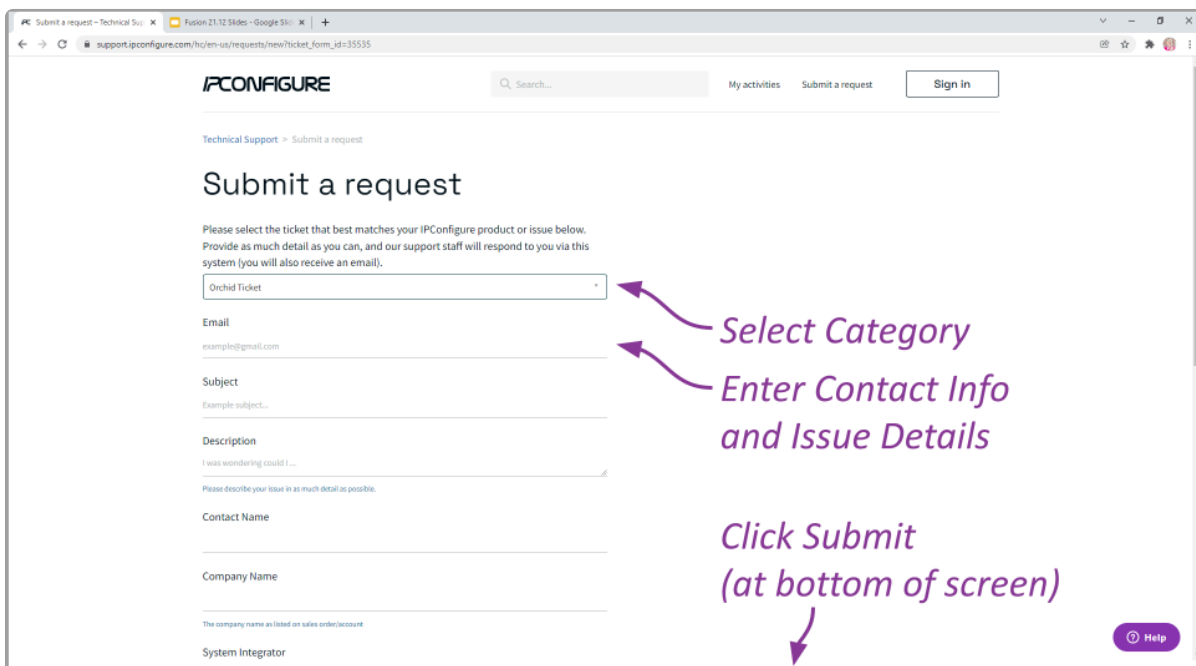 Submit a request – Technical Sup
Fusion 21.12 Slides - Google Slid
support.ipconfigure.com/hc/en-us/requests/new?ticket_form_id=35535
IPCONFIGURE
Search...
My activities
Submit a request
Sign in
Technical Support > Submit a request
Submit a request
Please select the ticket that best matches your IPConfigure product or issue below.
Provide as much detail as you can, and our support staff will respond to you via this
system (you will also receive an email).
Orchid Ticket
Select Category
Email
example@gmail.com
Enter Contact Info
and Issue Details
Subject
Example subject...
Description
I was wondering could I ...
Please describe your issue in as much detail as possible.
Contact Name
Click Submit
(at bottom of screen)
Company Name
The company name as listed on sales order/account
Help
System Integrator